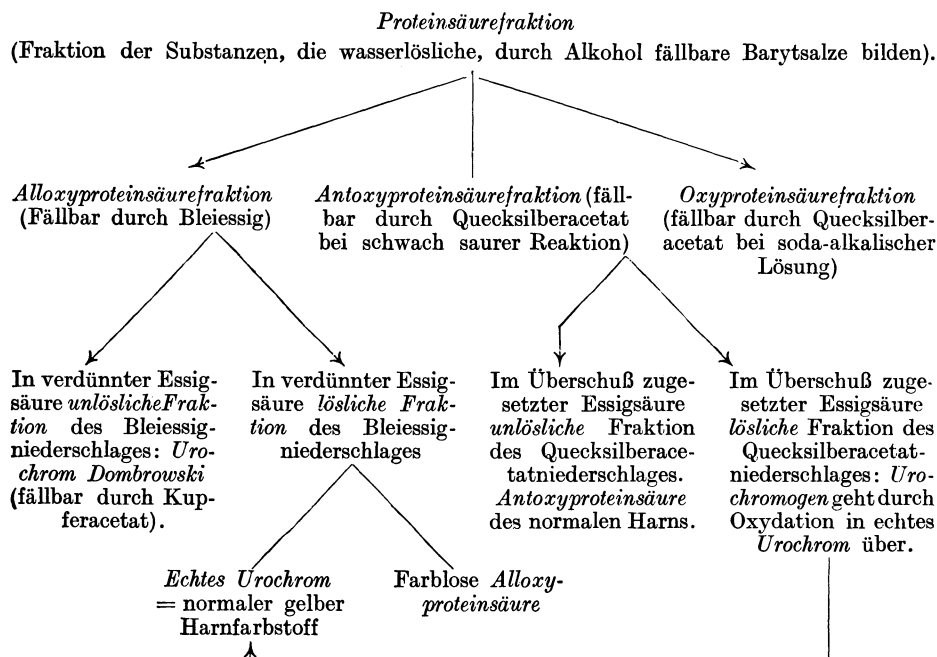 Proteinsäurefraktion
(Fraktion der Substanzen, die wasserlösliche, durch Alkohol fällbare Barytsalze bilden).
Alloxyproteinsäurefraktion
(Fällbar durch Bleiessig)
Antoxyproteinsäurefraktion (fäll-
bar durch Quecksilberacetat
bei schwach saurer Reaktion)
Oxyproteinsäurefraktion
(fällbar durch Quecksilber-
acetat bei soda-alkalischer
Lösung)
In verdünnter Essig-
säure unlösliche Frak-
tion des Bleiessig-
niederschlages: Uro-
chrom Dombrowski
(fällbar durch Kup-
feracetat).
In verdünnter Essig-
säure lösliche Frak-
tion des Bleiessig-
niederschlages
Im Überschuß zuge-
setzter Essigsäure
unlösliche Fraktion
des Quecksilberace-
tatniederschlages.
Antoxyproteinsäure
des normalen Harns.
Im Überschuß zuge-
setzter Essigsäure
lösliche Fraktion des
Quecksilberacetat-
niederschlages: Uro-
chromogen geht durch
Oxydation in echtes
Urochrom über.
Echtes Urochrom
= normaler gelber
Harnfarbstoff
Farblose Alloxy-
proteinsäure